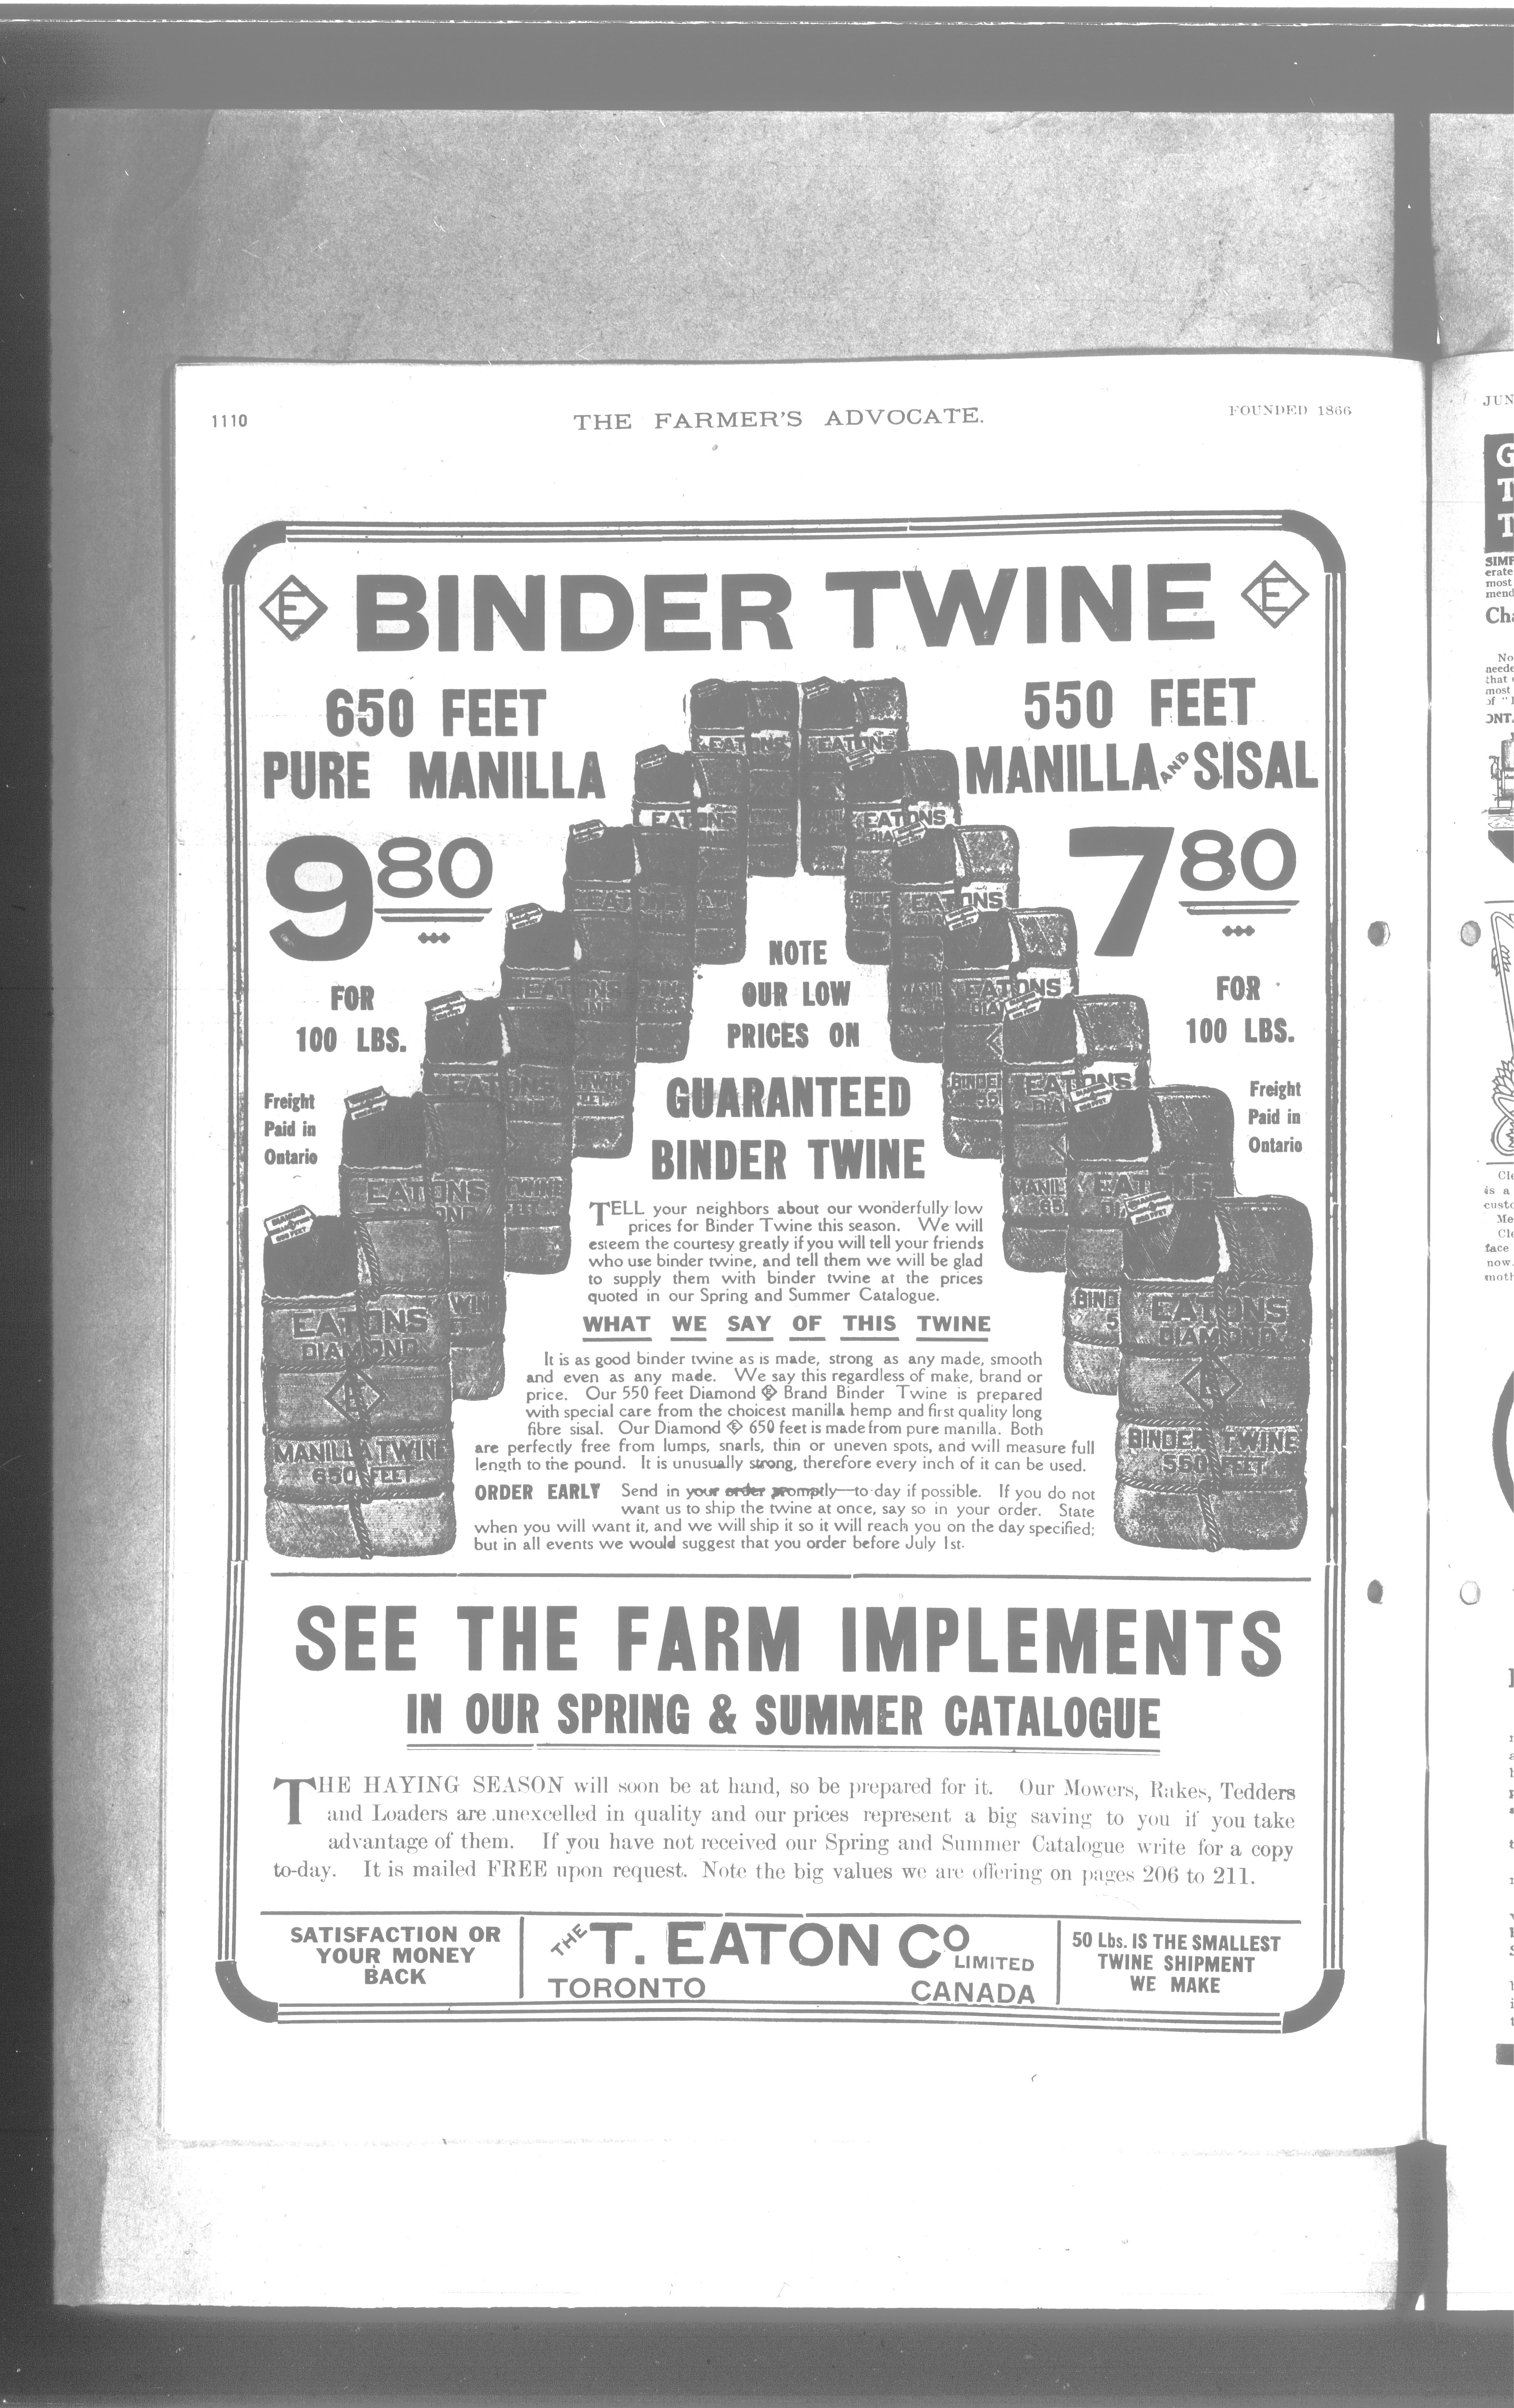 1110
THE FARMER'S ADVOCATE.
FOUNDED 1866
BINDER TWINE
650 FEET
PURE MANILLA
9 80
FOR
100 LBS.
Freight
Paid in
Ontario
550 FEET
MANILLA AND SISAL
7 80
FOR
100 LBS.
Freight
Paid in
Ontario
NOTE
OUR LOW
PRICES ON
GUARANTEED
BINDER TWINE
TELL your neighbors about our wonderfully low
prices for Binder Twine this season. We will
esteem the courtesy greatly if you will tell your friends
who use binder twine, and tell them we will be glad
to supply them with binder twine at the prices
quoted in our Spring and Summer Catalogue.
WHAT WE SAY OF THIS TWINE
It is as good binder twine as is made, strong as any made, smooth
and even as any made. We say this regardless of make, brand or
price. Our 550 feet Diamond E Brand Binder Twine is prepared
with special care from the choicest manilla hemp and first quality long
fibre sisal. Our Diamond E 650 feet is made from pure manilla. Both
are perfectly free from lumps, snarls, thin or uneven spots, and will measure full
length to the pound. It is unusually strong, therefore every inch of it can be used.
ORDER EARLY Send in your order promptly—to-day if possible. If you do not
want us to ship the twine at once, say so in your order. State
when you will want it, and we will ship it so it will reach you on the day specified;
but in all events we would suggest that you order before July 1st.
EATONS
DIAMOND
E
MANILLA TWINE
650 FEET
EATONS
DIAMOND
E
BINDER TWINE
550 FEET
SEE THE FARM IMPLEMENTS
IN OUR SPRING & SUMMER CATALOGUE
THE HAYING SEASON will soon be at hand, so be prepared for it. Our Mowers, Rakes, Tedders
and Loaders are unexcelled in quality and our prices represent a big saving to you if you take
advantage of them. If you have not received our Spring and Summer Catalogue write for a copy
to-day. It is mailed FREE upon request. Note the big values we are offering on pages 206 to 211.
SATISFACTION OR
YOUR MONEY
BACK
THE T. EATON CO LIMITED
TORONTO CANADA
50 Lbs. IS THE SMALLEST
TWINE SHIPMENT
WE MAKE